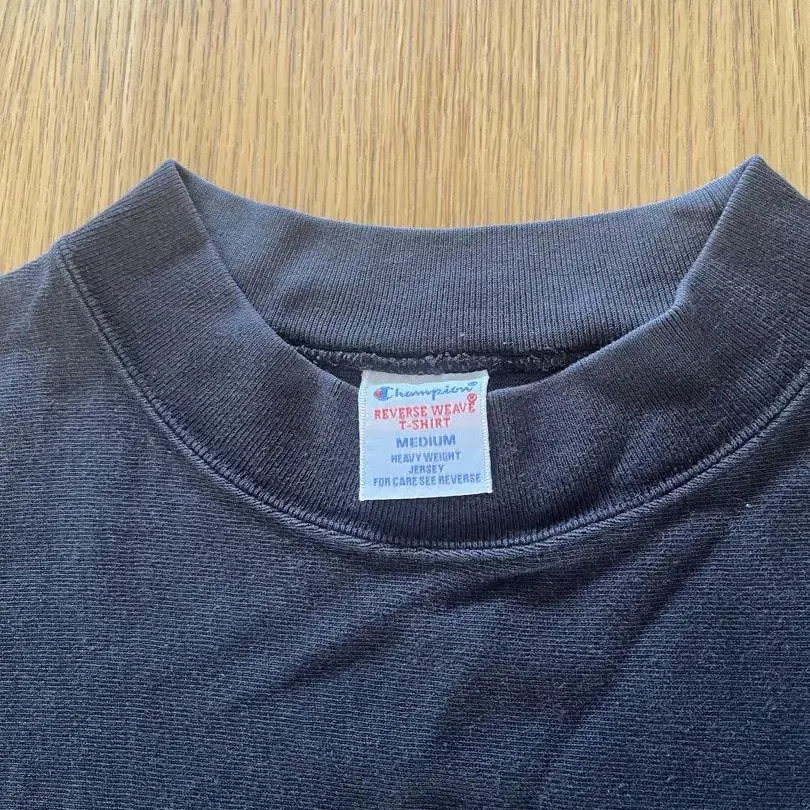 Champion
REVERSE WEAVE®
T-SHIRT
MEDIUM
HEAVY WEIGHT
JERSEY
FOR CARE SEE REVERSE